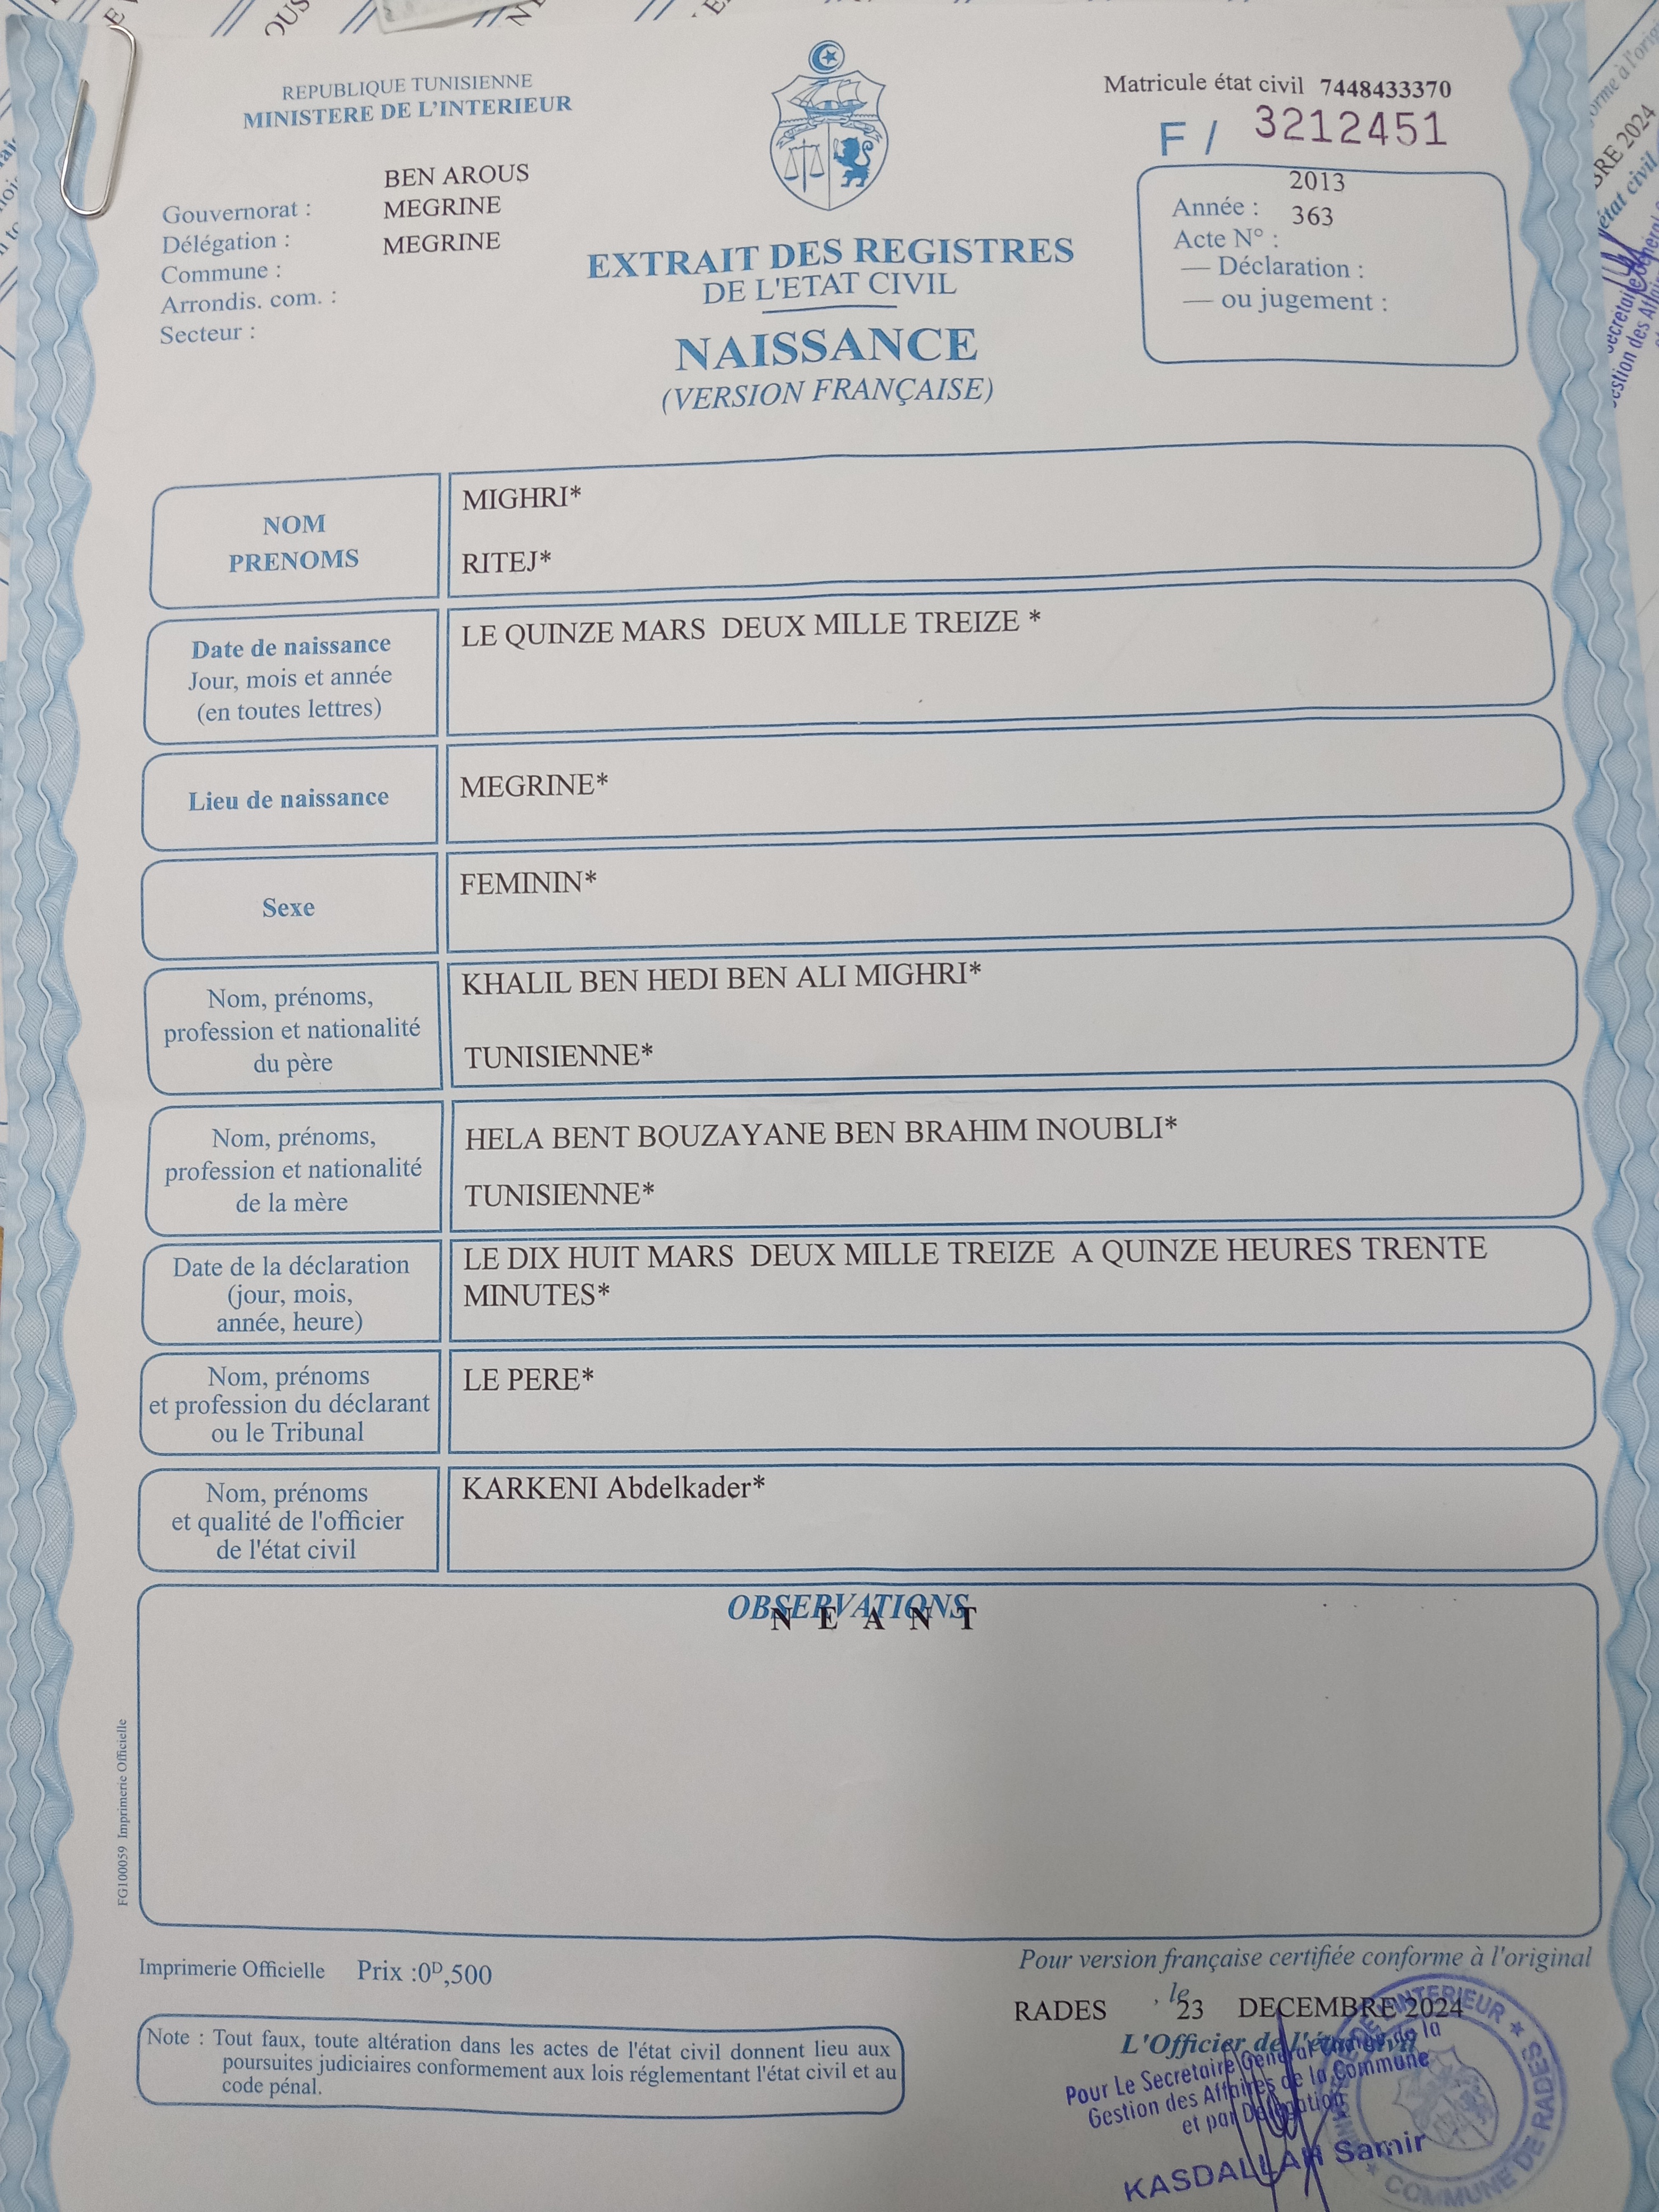 REPUBLIQUE TUNISIENNE
MINISTERE DE L'INTERIEUR
BEN AROUS
Gouvernorat : MEGRINE
Délégation : MEGRINE
Commune :
Arrondis. com. :
Secteur :
EXTRAIT DES REGISTRES
DE L'ETAT CIVIL
NAISSANCE
(VERSION FRANÇAISE)
Matricule état civil 7448433370
F / 3212451
2013
Année : 363
Acte N° :
— Déclaration :
— ou jugement :
NOM
PRENOMS
MIGHRI*
RITEJ*
Date de naissance
Jour, mois et année
(en toutes lettres)
LE QUINZE MARS DEUX MILLE TREIZE *
Lieu de naissance
MEGRINE*
Sexe
FEMININ*
Nom, prénoms,
profession et nationalité
du père
KHALIL BEN HEDI BEN ALI MIGHRI*
TUNISIENNE*
Nom, prénoms,
profession et nationalité
de la mère
HELA BENT BOUZAYANE BEN BRAHIM INOUBLI*
TUNISIENNE*
Date de la déclaration
(jour, mois,
année, heure)
LE DIX HUIT MARS DEUX MILLE TREIZE A QUINZE HEURES TRENTE
MINUTES*
Nom, prénoms
et profession du déclarant
ou le Tribunal
LE PERE*
Nom, prénoms
et qualité de l'officier
de l'état civil
KARKENI Abdelkader*
OBSERVATIONS
N E A N T
FG100059 Imprimerie Officielle
Imprimerie Officielle Prix :0D,500
Note : Tout faux, toute altération dans les actes de l'état civil donnent lieu aux
poursuites judiciaires conformement aux lois réglementant l'état civil et au
code pénal.
Pour version française certifiée conforme à l'original
RADES , le 23 DECEMBRE 2024
L'Officier de l'état civil
Pour Le Secretaire General de la
Gestion des Affaires de la Commune
et par Délégation
KASDALLAH Samir
DE L'INTERIEUR ★ COMMUNE DE RADES ★